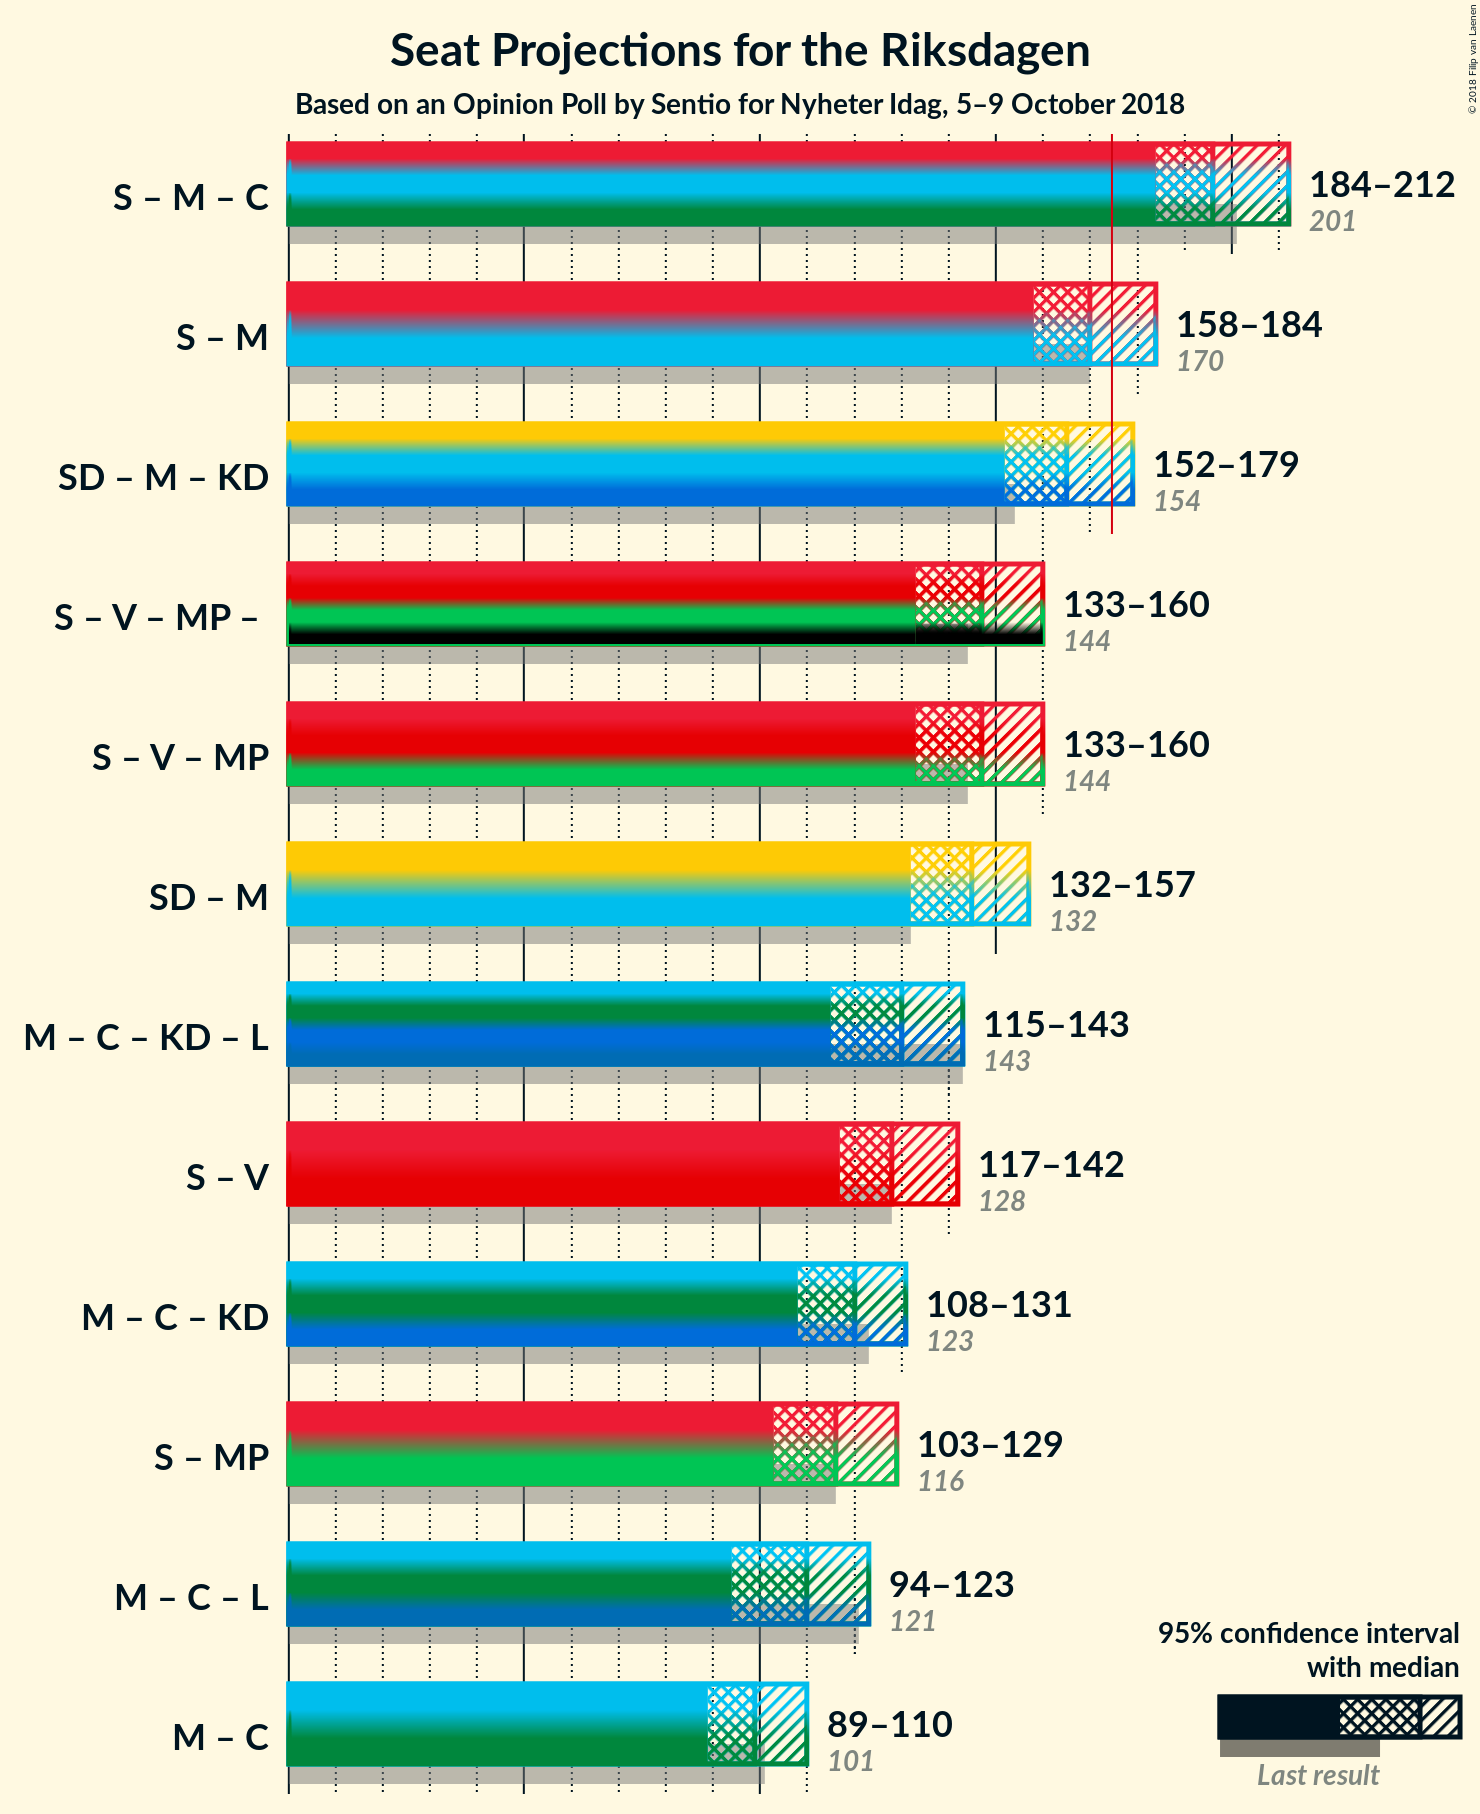 © 2018 Filip van Laenen
Seat Projections for the Riksdagen
Based on an Opinion Poll by Sentio for Nyheter Idag, 5–9 October 2018
S – M – C
184–212
201
S – M
158–184
170
SD – M – KD
152–179
154
S – V – MP –
133–160
144
S – V – MP
133–160
144
SD – M
132–157
132
M – C – KD – L
115–143
143
S – V
117–142
128
M – C – KD
108–131
123
S – MP
103–129
116
M – C – L
94–123
121
M – C
89–110
101
95% confidence interval
with median
Last result